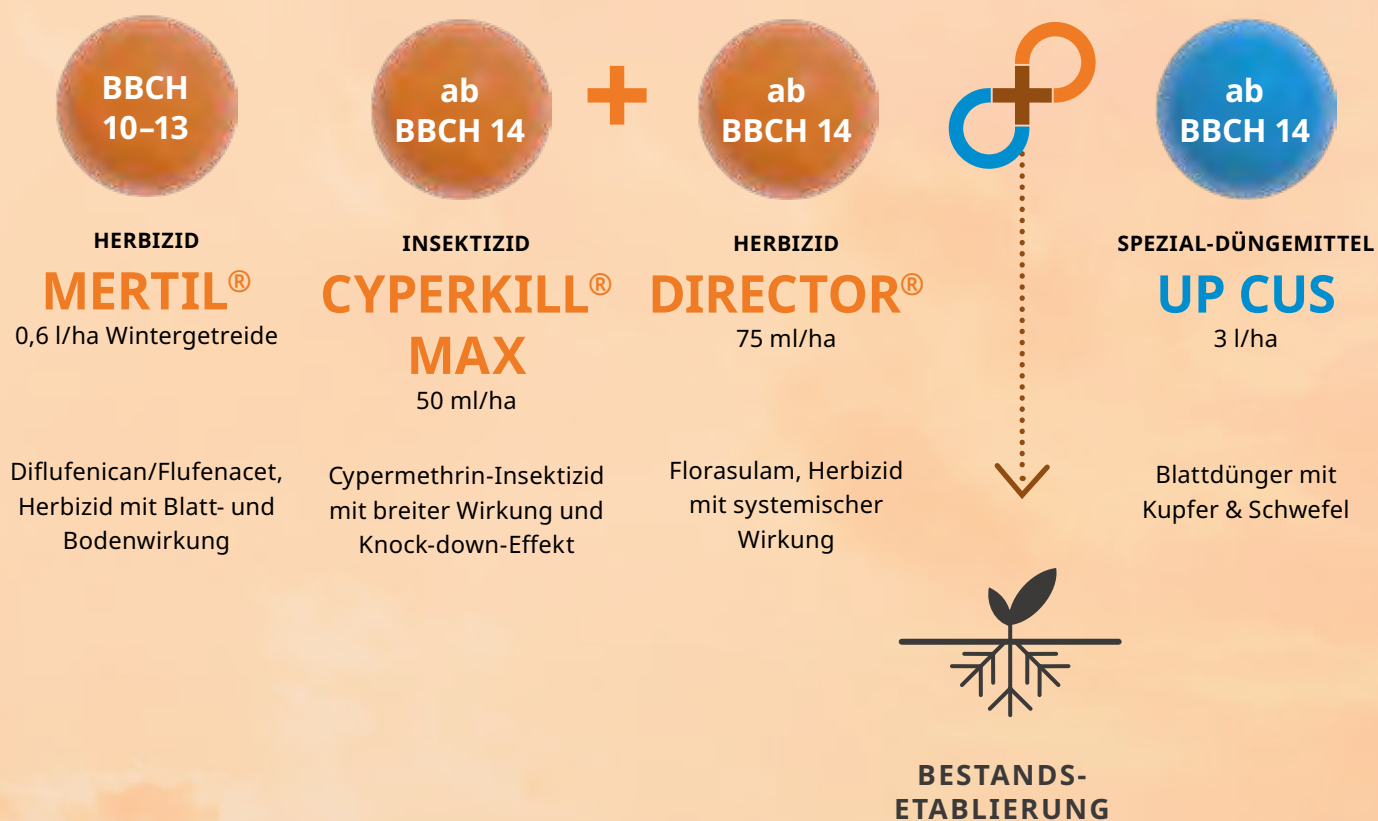 BBCH
10–13
HERBIZID
MERTIL®
0,6 l/ha Wintergetreide
Diflufenican/Flufenacet,
Herbizid mit Blatt- und
Bodenwirkung
ab
BBCH 14
INSEKTIZID
CYPERKILL®
MAX
50 ml/ha
Cypermethrin-Insektizid
mit breiter Wirkung und
Knock-down-Effekt
+
ab
BBCH 14
HERBIZID
DIRECTOR®
75 ml/ha
Florasulam, Herbizid
mit systemischer
Wirkung
ab
BBCH 14
SPEZIAL-DÜNGEMITTEL
UP CUS
3 l/ha
Blattdünger mit
Kupfer & Schwefel
BESTANDS-
ETABLIERUNG